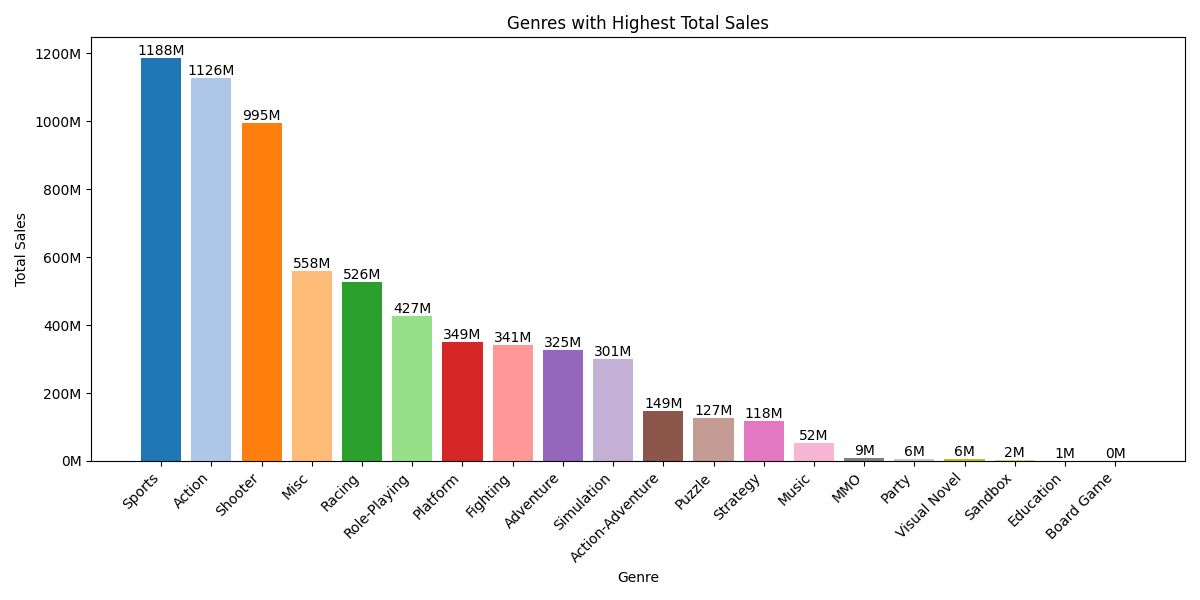 Genres with Highest Total Sales
Total Sales
1200M
1000M
800M
600M
400M
200M
0M
1188M
1126M
995M
558M
526M
427M
349M
341M
325M
301M
149M
127M
118M
52M
9M
6M
6M
2M
1M
0M
Sports
Action
Shooter
Misc
Racing
Role-Playing
Platform
Fighting
Adventure
Simulation
Action-Adventure
Puzzle
Strategy
Music
MMO
Party
Visual Novel
Sandbox
Education
Board Game
Genre